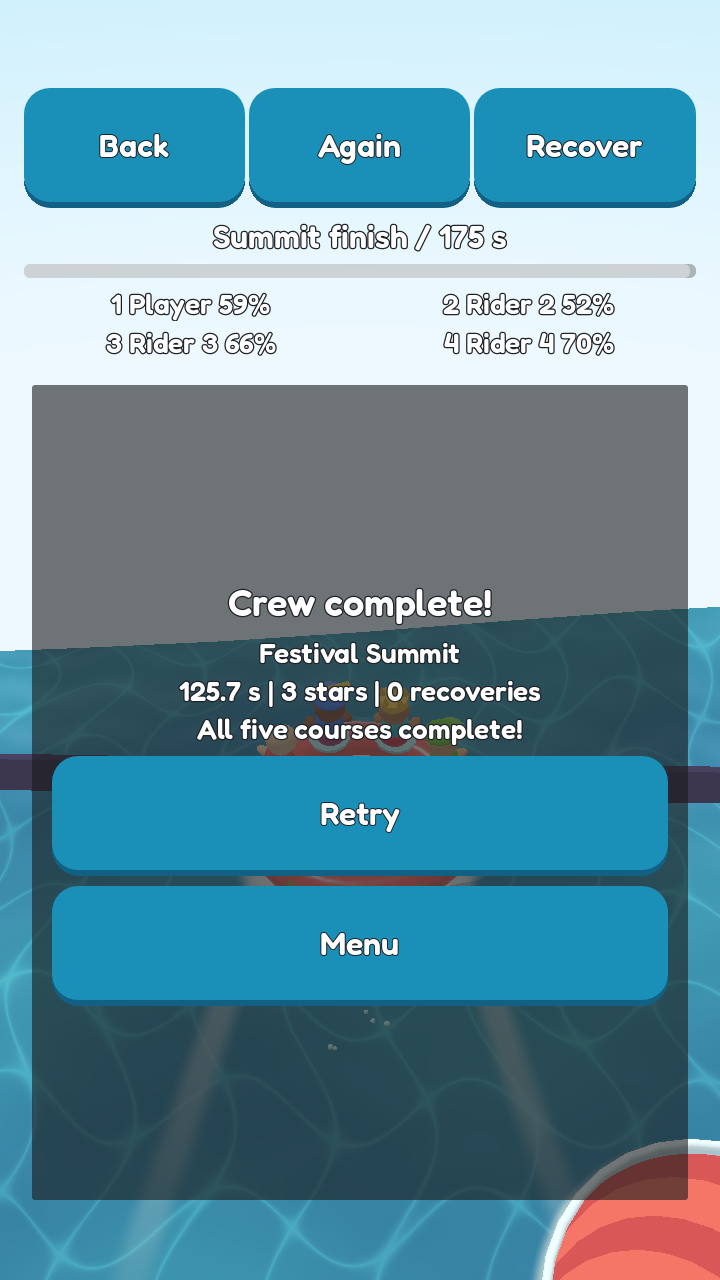 Back Again Recover
Summit finish / 175 s
1 Player 59% 2 Rider 2 52%
3 Rider 3 66% 4 Rider 4 70%
Crew complete!
Festival Summit
125.7 s | 3 stars | 0 recoveries
All five courses complete!
Retry
Menu